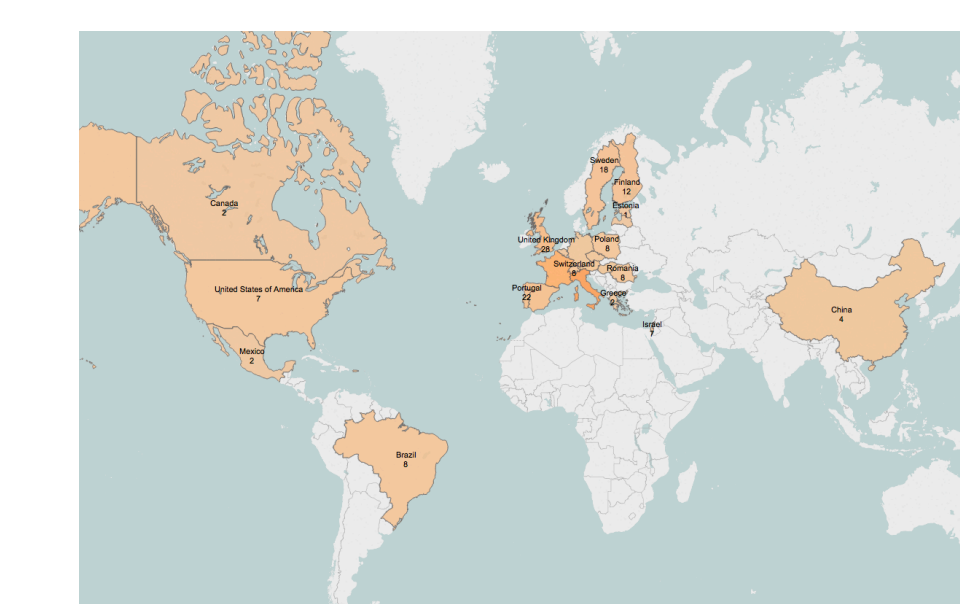 Sweden
18
Finland
12
Estonia
1
Canada
2
United Kingdom
28
Poland
8
Switzerland
8
Romania
8
United States of America
7
Portugal
22
Greece
2
China
4
Israel
7
Mexico
2
Brazil
8